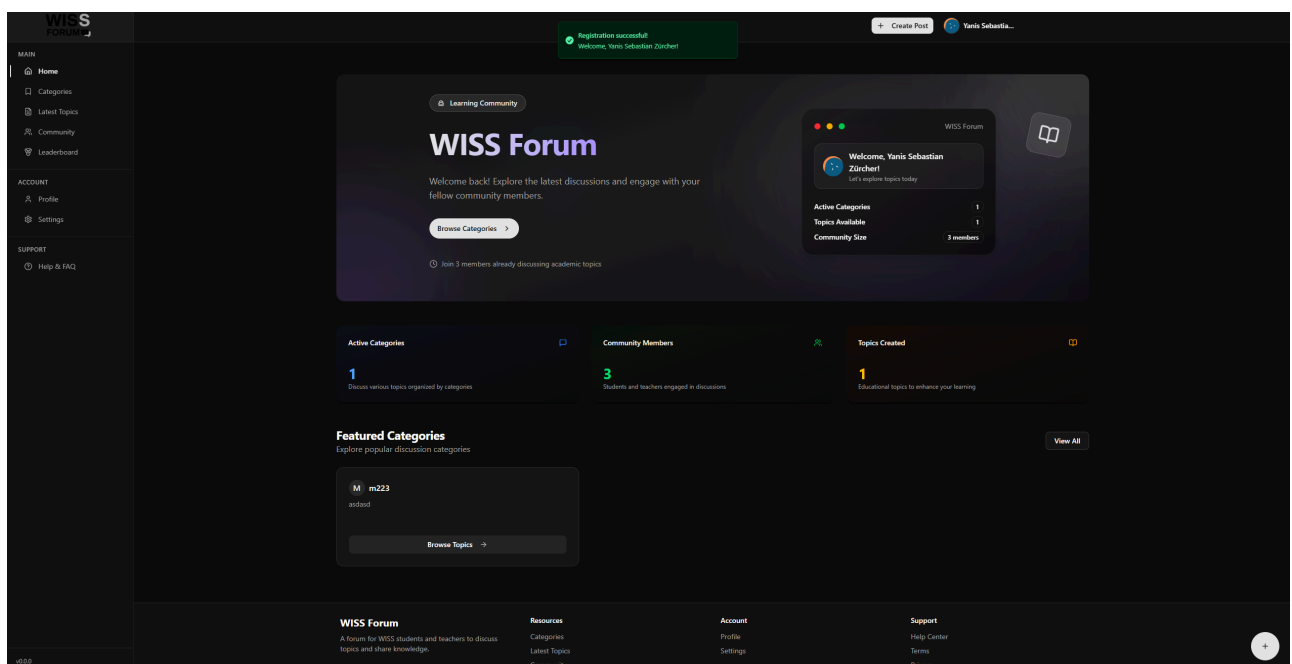 WISS
FORUM
Registration successful!
Welcome, Yanis Sebastian Zürcher!
+ Create Post
Yanis Sebastia...
MAIN
Home
Categories
Latest Topics
Community
Leaderboard
ACCOUNT
Profile
Settings
SUPPORT
Help & FAQ
v0.0.0
Learning Community
WISS Forum
Welcome back! Explore the latest discussions and engage with your
fellow community members.
Browse Categories
Join 3 members already discussing academic topics
WISS Forum
Welcome, Yanis Sebastian
Zürcher!
Let's explore topics today
Active Categories 1
Topics Available 1
Community Size 3 members
Active Categories
1
Discuss various topics organized by categories
Community Members
3
Students and teachers engaged in discussions
Topics Created
1
Educational topics to enhance your learning
Featured Categories
Explore popular discussion categories
View All
M m223
asdasd
Browse Topics
WISS Forum
A forum for WISS students and teachers to discuss
topics and share knowledge.
Resources
Categories
Latest Topics
Account
Profile
Settings
Support
Help Center
Terms
+